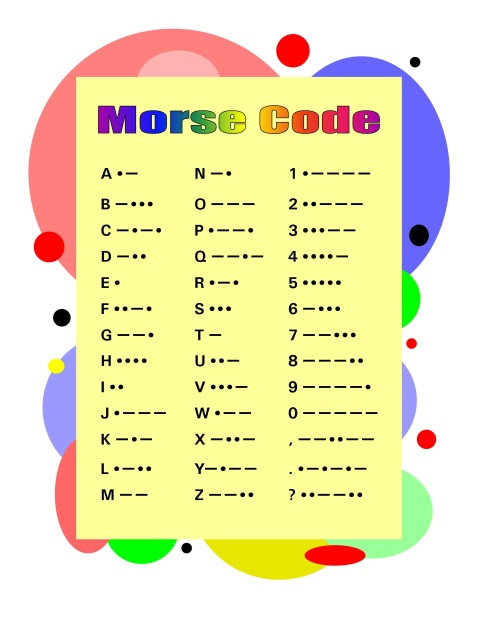 Morse Code
A •— N —• 1 •————
B —••• O ——— 2 ••———
C —•—• P •——• 3 •••——
D —•• Q ——•— 4 ••••—
E • R •—• 5 •••••
F ••—• S ••• 6 —•••
G ——• T — 7 ——•••
H •••• U ••— 8 ———••
I •• V •••— 9 ————•
J •——— W •—— 0 —————
K —•— X —••— , ——••——
L •—•• Y —•—— . •—•—•—
M —— Z ——•• ? ••——••